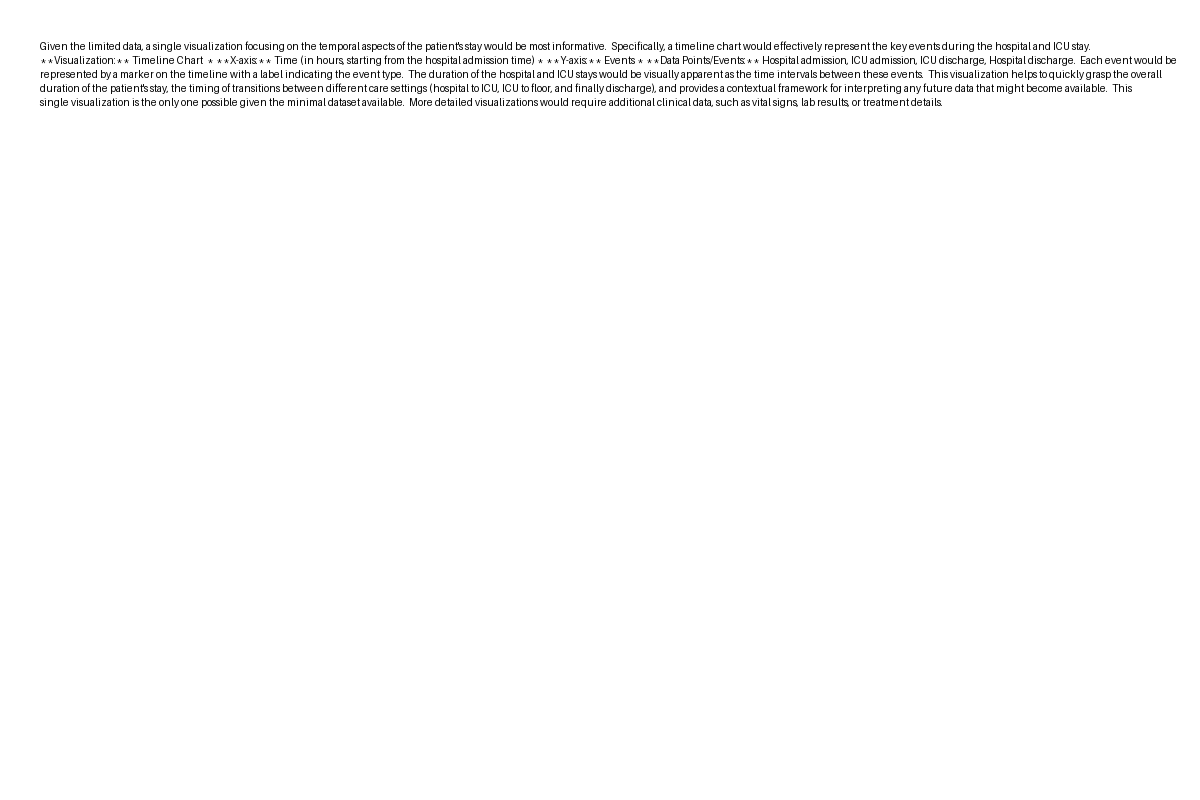 Given the limited data, a single visualization focusing on the temporal aspects of the patient's stay would be most informative.  Specifically, a timeline chart would effectively represent the key events during the hospital and ICU stay.
**Visualization:** Timeline Chart  * **X-axis:** Time (in hours, starting from the hospital admission time) * **Y-axis:** Events * **Data Points/Events:** Hospital admission, ICU admission, ICU discharge, Hospital discharge.  Each event would be
represented by a marker on the timeline with a label indicating the event type.  The duration of the hospital and ICU stays would be visually apparent as the time intervals between these events.  This visualization helps to quickly grasp the overall
duration of the patient's stay, the timing of transitions between different care settings (hospital to ICU, ICU to floor, and finally discharge), and provides a contextual framework for interpreting any future data that might become available.  This
single visualization is the only one possible given the minimal dataset available.  More detailed visualizations would require additional clinical data, such as vital signs, lab results, or treatment details.